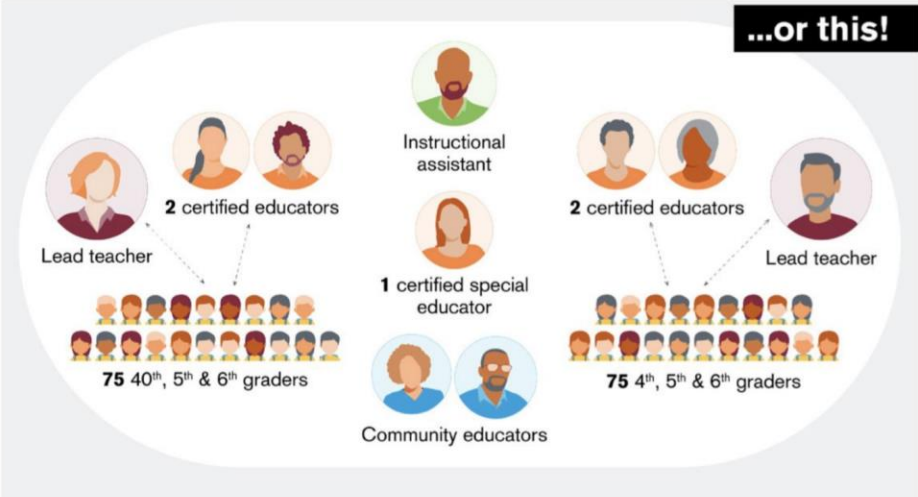 ...or this!
Instructional
assistant
2 certified educators
2 certified educators
Lead teacher
Lead teacher
1 certified special
educator
75 40th, 5th & 6th graders
75 4th, 5th & 6th graders
Community educators